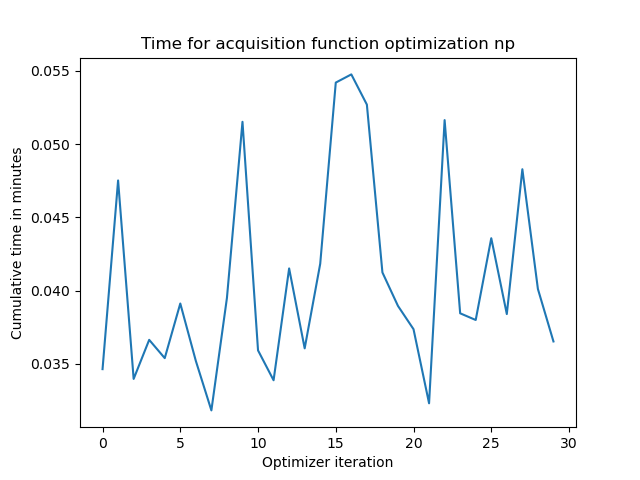 Time for acquisition function optimization np
0.055
0.050
0.045
0.040
0.035
Cumulative time in minutes
0 5 10 15 20 25 30
Optimizer iteration